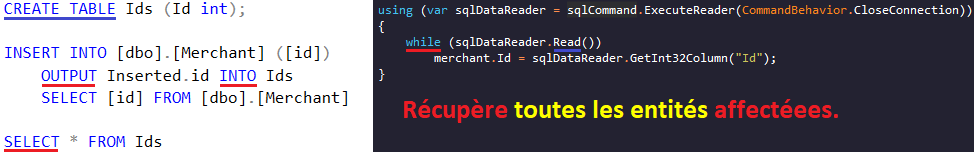 CREATE TABLE Ids (Id int);
INSERT INTO [dbo].[Merchant] ([id])
OUTPUT Inserted.id INTO Ids
SELECT [id] FROM [dbo].[Merchant]
SELECT * FROM Ids
using (var sqlDataReader = sqlCommand.ExecuteReader(CommandBehavior.CloseConnection))
{
while (sqlDataReader.Read())
merchant.Id = sqlDataReader.GetInt32Column("Id");
}
Récupère toutes les entités affectéees.